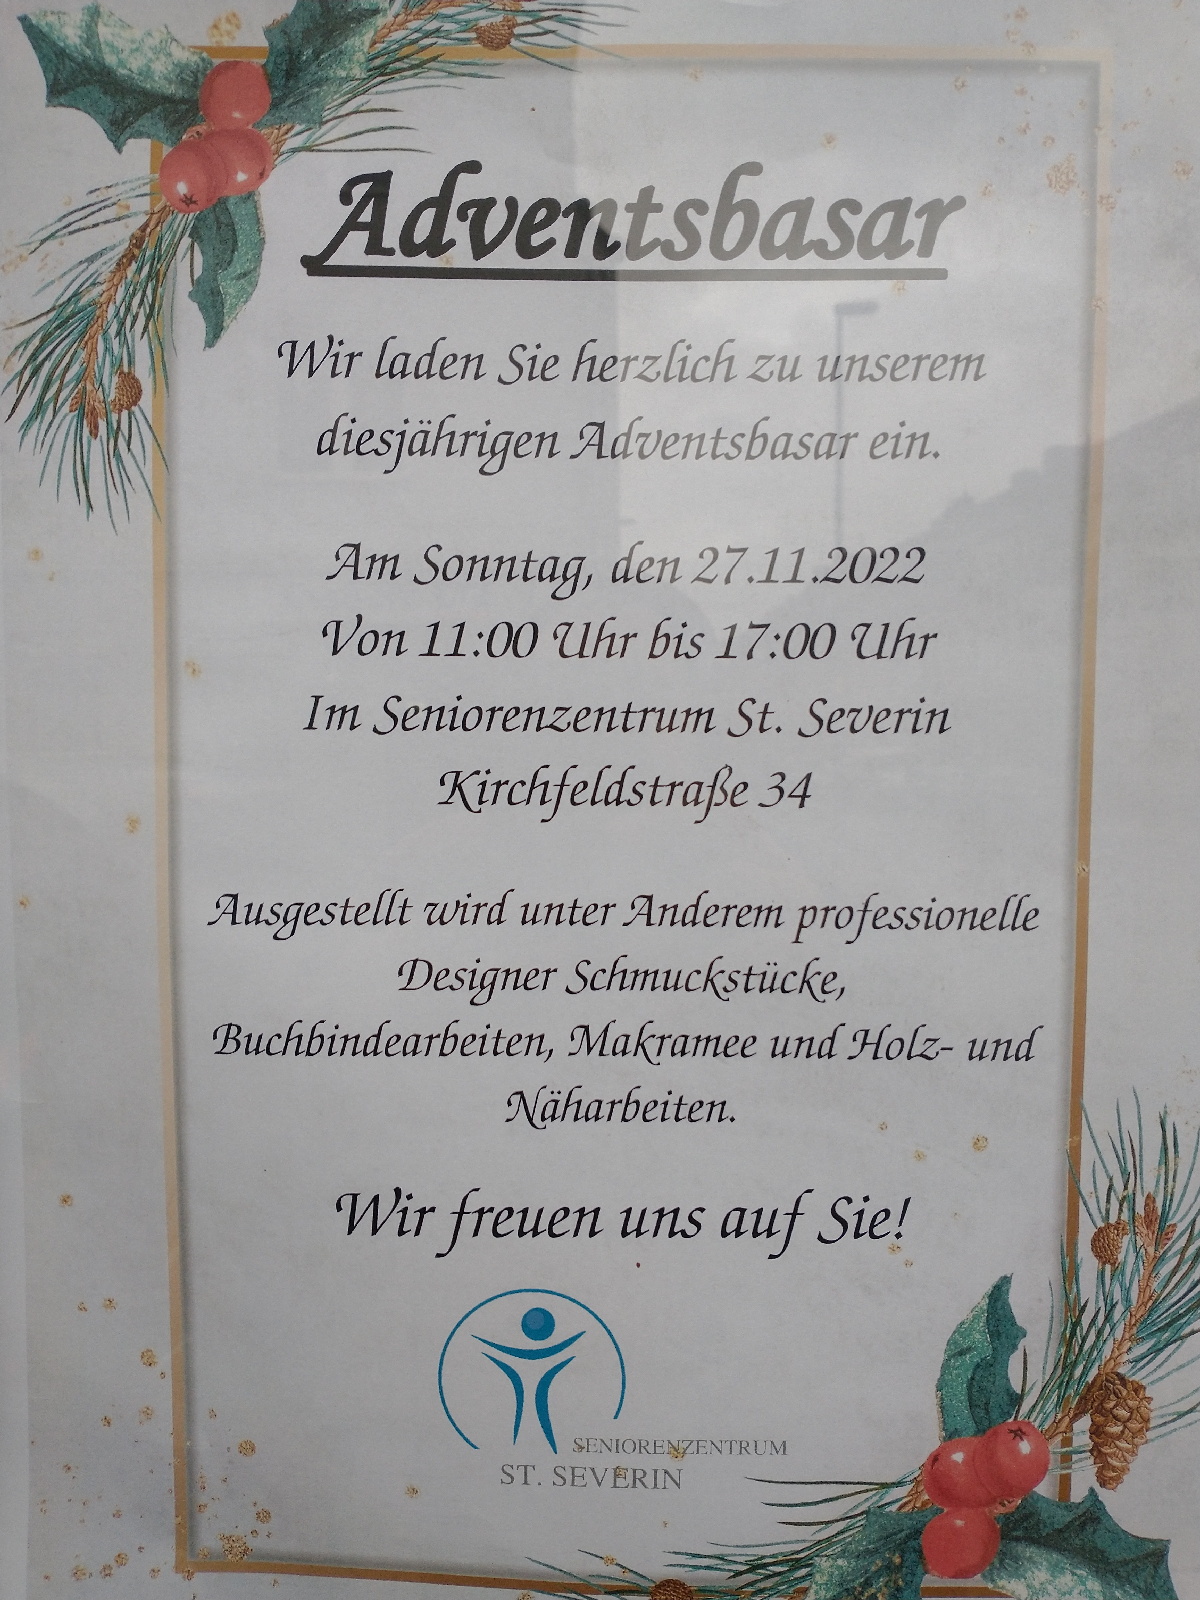 Adventsbasar
Wir laden Sie herzlich zu unserem
diesjährigen Adventsbasar ein.
Am Sonntag, den 27.11.2022
Von 11:00 Uhr bis 17:00 Uhr
Im Seniorenzentrum St. Severin
Kirchfeldstraße 34
Ausgestellt wird unter Anderem professionelle
Designer Schmuckstücke,
Buchbindearbeiten, Makramee und Holz- und
Näharbeiten.
Wir freuen uns auf Sie!
SENIORENZENTRUM
ST. SEVERIN